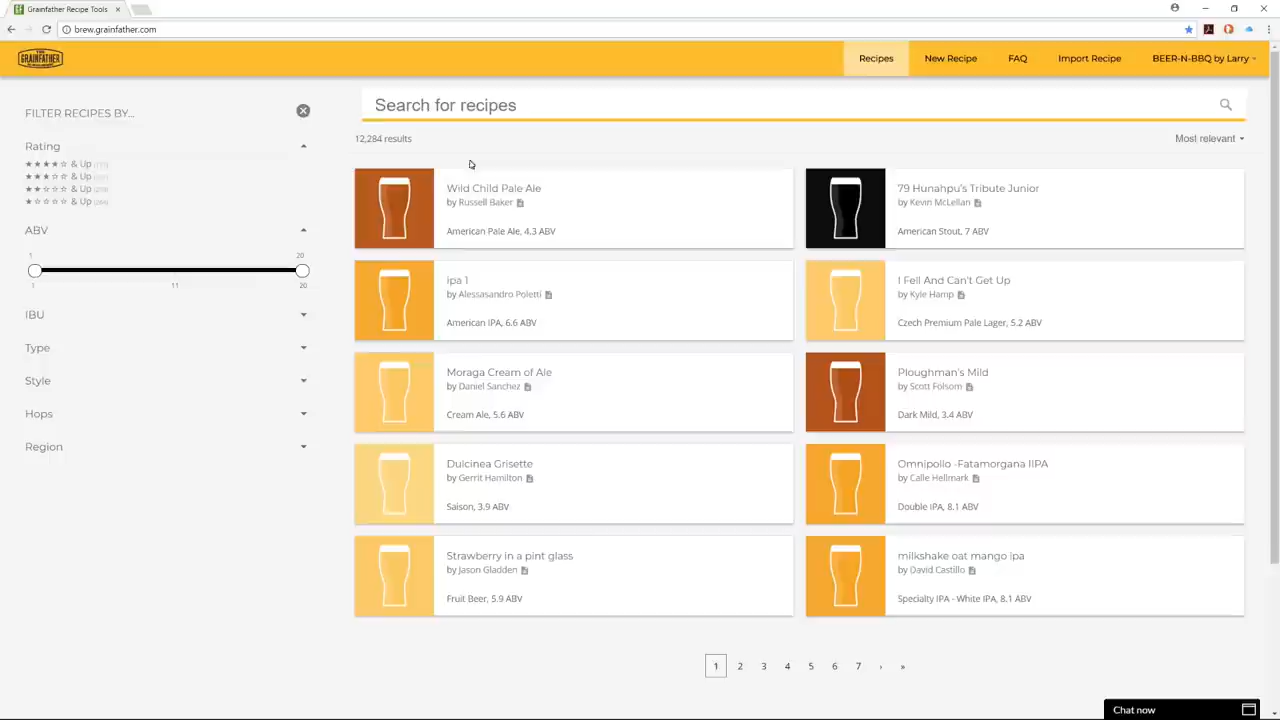 Grainfather Recipe Tools
brew.grainfather.com
THE
GRAINFATHER
Recipes
New Recipe
FAQ
Import Recipe
BEER-N-BBQ by Larry
FILTER RECIPES BY...
Rating
& Up
& Up
& Up
& Up
ABV
1
20
1
11
20
IBU
Type
Style
Hops
Region
Search for recipes
12,284 results
Most relevant
Wild Child Pale Ale
by Russell Baker
American Pale Ale, 4.3 ABV
79 Hunahpu's Tribute Junior
by Kevin McLellan
American Stout, 7 ABV
ipa 1
by Alessasandro Poletti
American IPA, 6.6 ABV
I Fell And Can't Get Up
by Kyle Hamp
Czech Premium Pale Lager, 5.2 ABV
Moraga Cream of Ale
by Daniel Sanchez
Cream Ale, 5.6 ABV
Ploughman's Mild
by Scott Folsom
Dark Mild, 3.4 ABV
Dulcinea Grisette
by Gerrit Hamilton
Saison, 3.9 ABV
Omnipollo -Fatamorgana IIPA
by Calle Hellmark
Double IPA, 8.1 ABV
Strawberry in a pint glass
by Jason Gladden
Fruit Beer, 5.9 ABV
milkshake oat mango ipa
by David Castillo
Specialty IPA - White IPA, 8.1 ABV
1 2 3 4 5 6 7 › »
Chat now